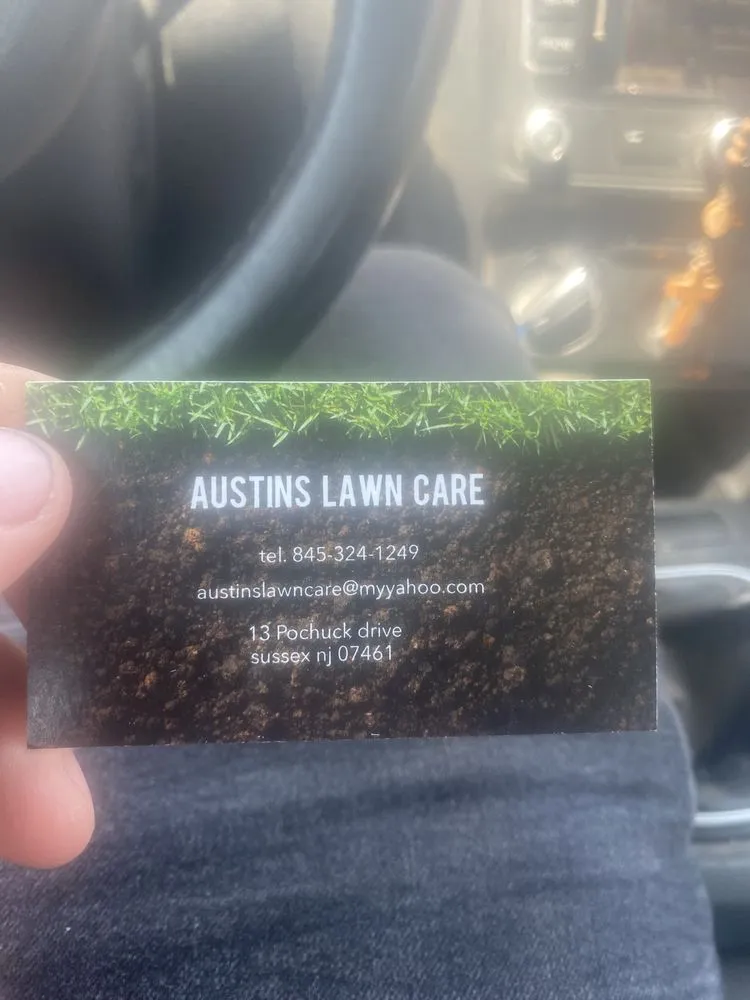 AUSTINS LAWN CARE
tel. 845-324-1249
austinslawncare@myyahoo.com
13 Pochuck drive
sussex nj 07461